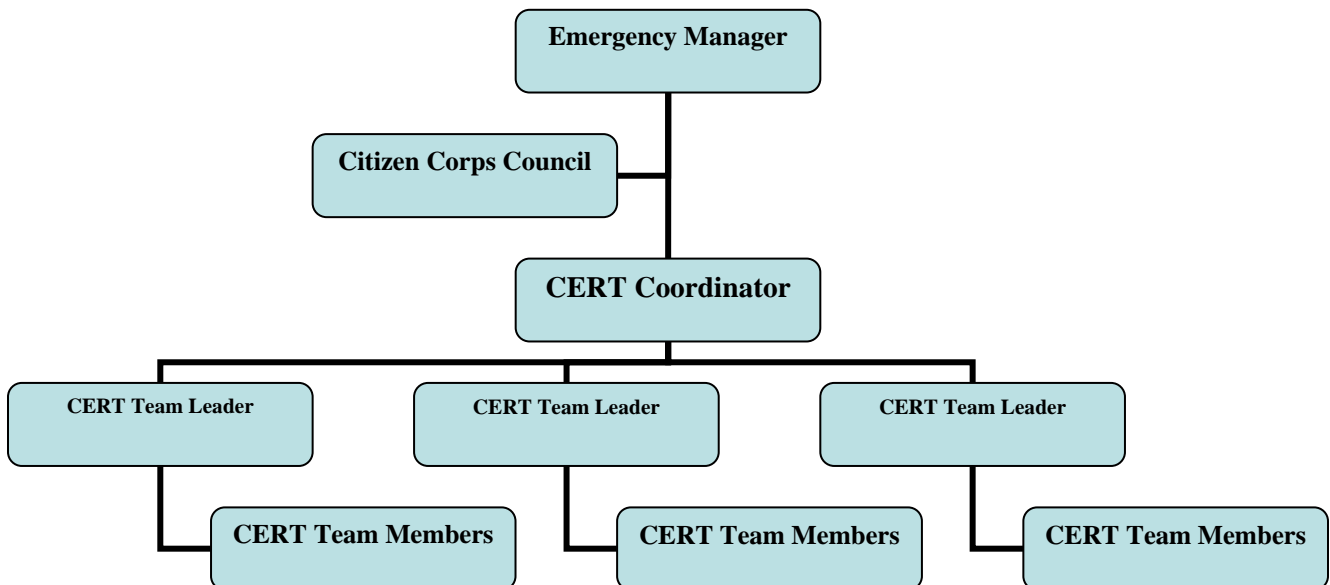 Emergency Manager
Citizen Corps Council
CERT Coordinator
CERT Team Leader
CERT Team Leader
CERT Team Leader
CERT Team Members
CERT Team Members
CERT Team Members